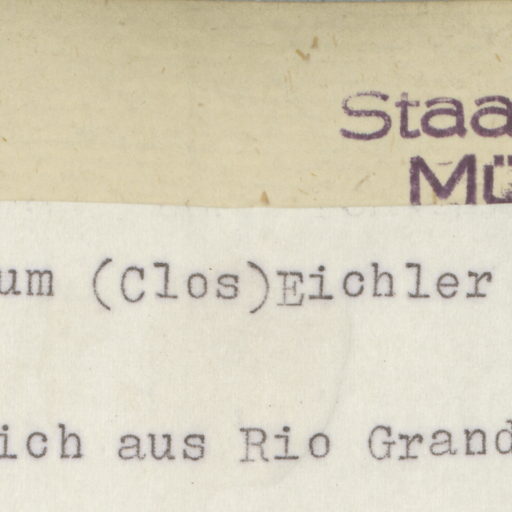 Staa
Mü
um (Clos)Eichler
ich aus Rio Grand